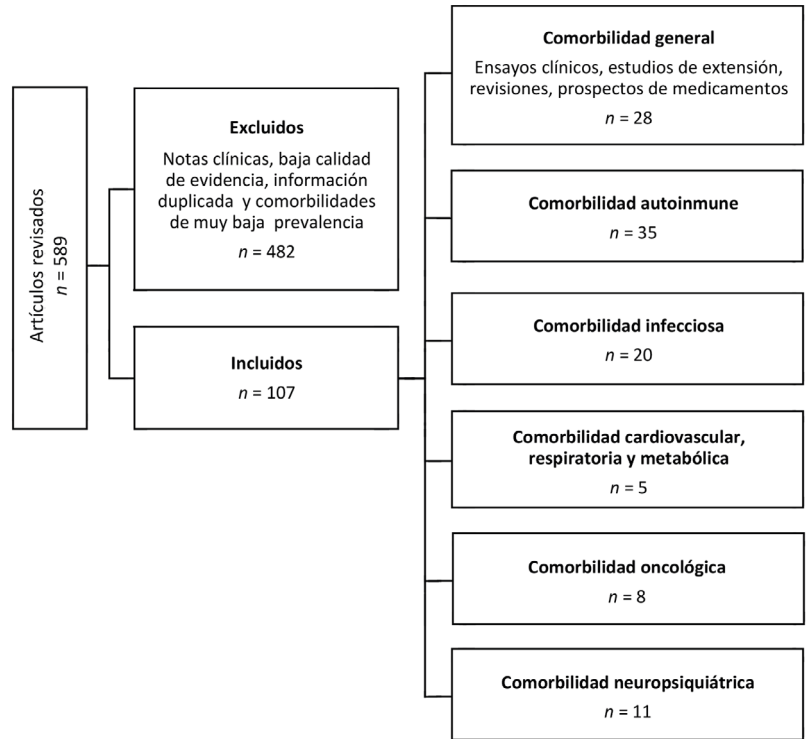 Artículos revisados
n = 589
Excluidos
Notas clínicas, baja calidad
de evidencia, información
duplicada y comorbilidades
de muy baja prevalencia
n = 482
Incluidos
n = 107
Comorbilidad general
Ensayos clínicos, estudios de extensión,
revisiones, prospectos de medicamentos
n = 28
Comorbilidad autoinmune
n = 35
Comorbilidad infecciosa
n = 20
Comorbilidad cardiovascular,
respiratoria y metabólica
n = 5
Comorbilidad oncológica
n = 8
Comorbilidad neuropsiquiátrica
n = 11